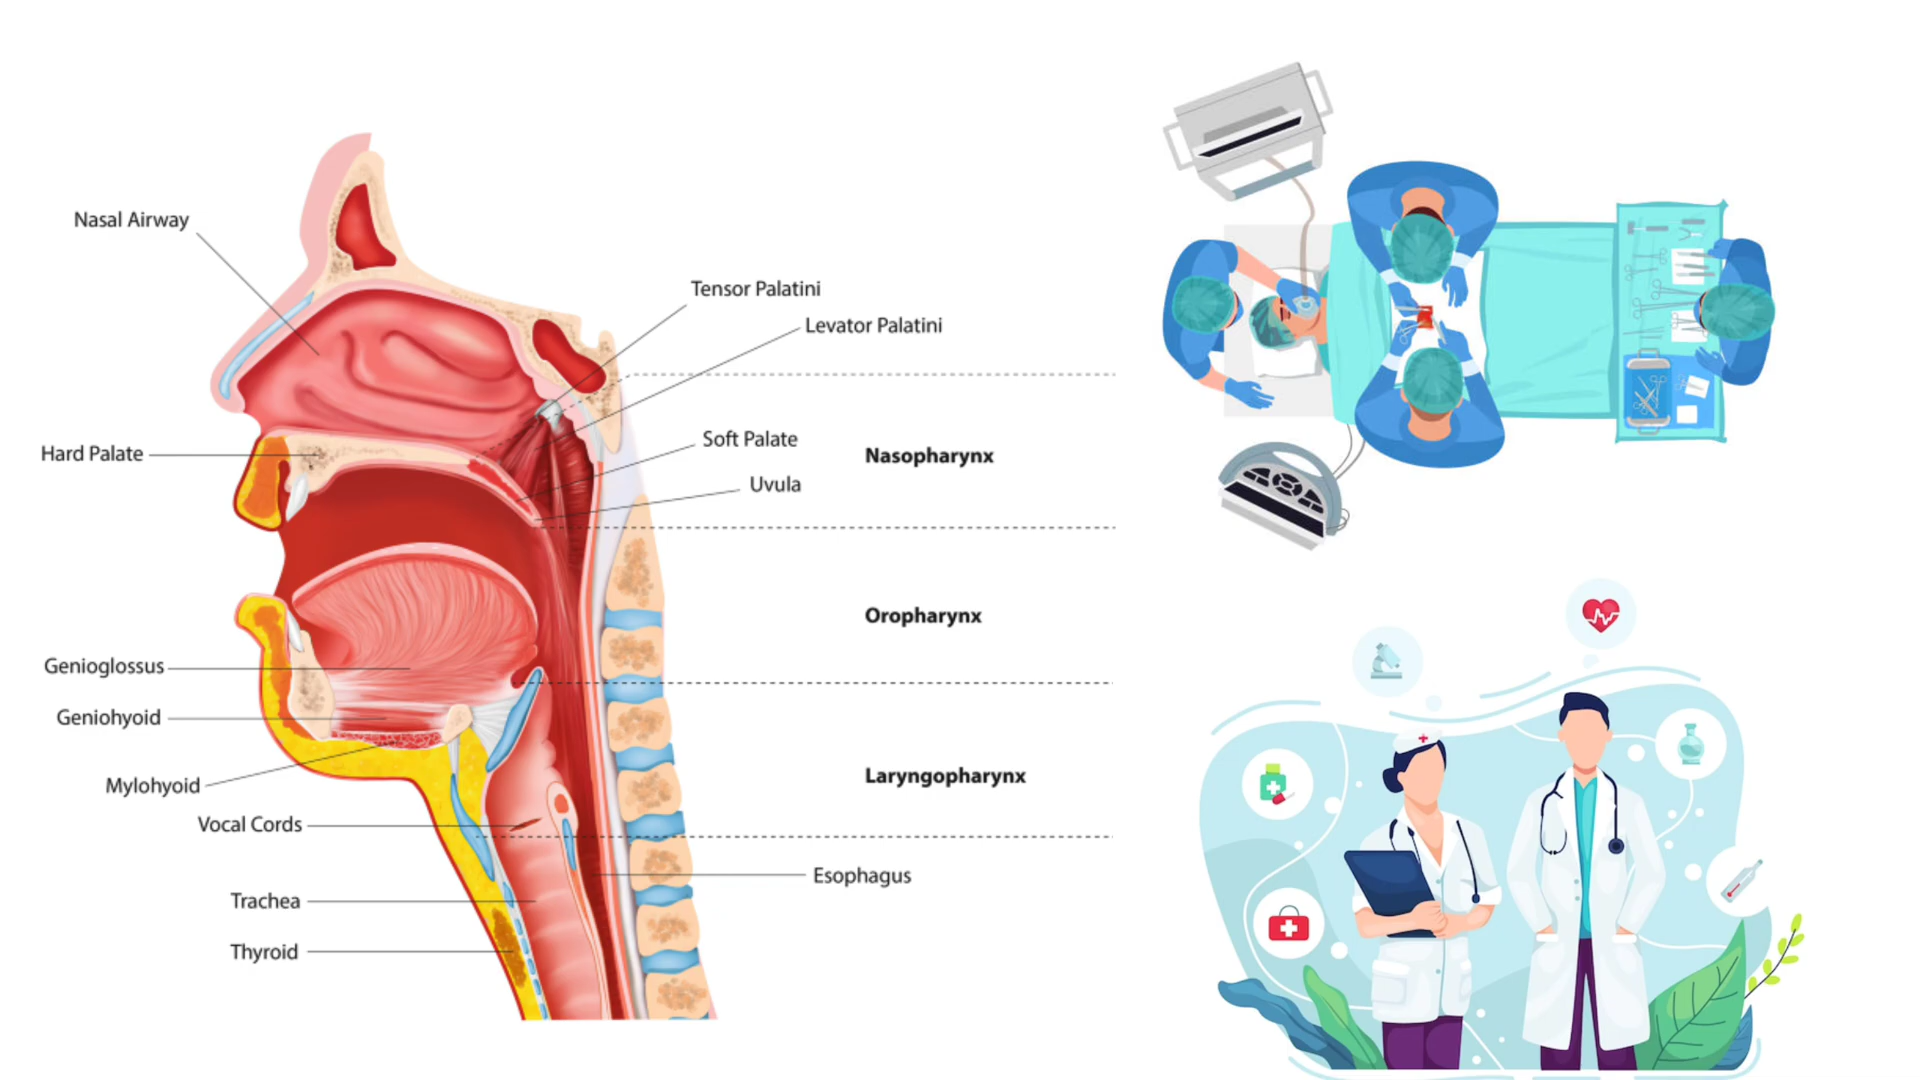 Nasal Airway
Tensor Palatini
Levator Palatini
Soft Palate
Hard Palate
Nasopharynx
Uvula
Oropharynx
Genioglossus
Geniohyoid
Laryngopharynx
Mylohyoid
Vocal Cords
Esophagus
Trachea
Thyroid